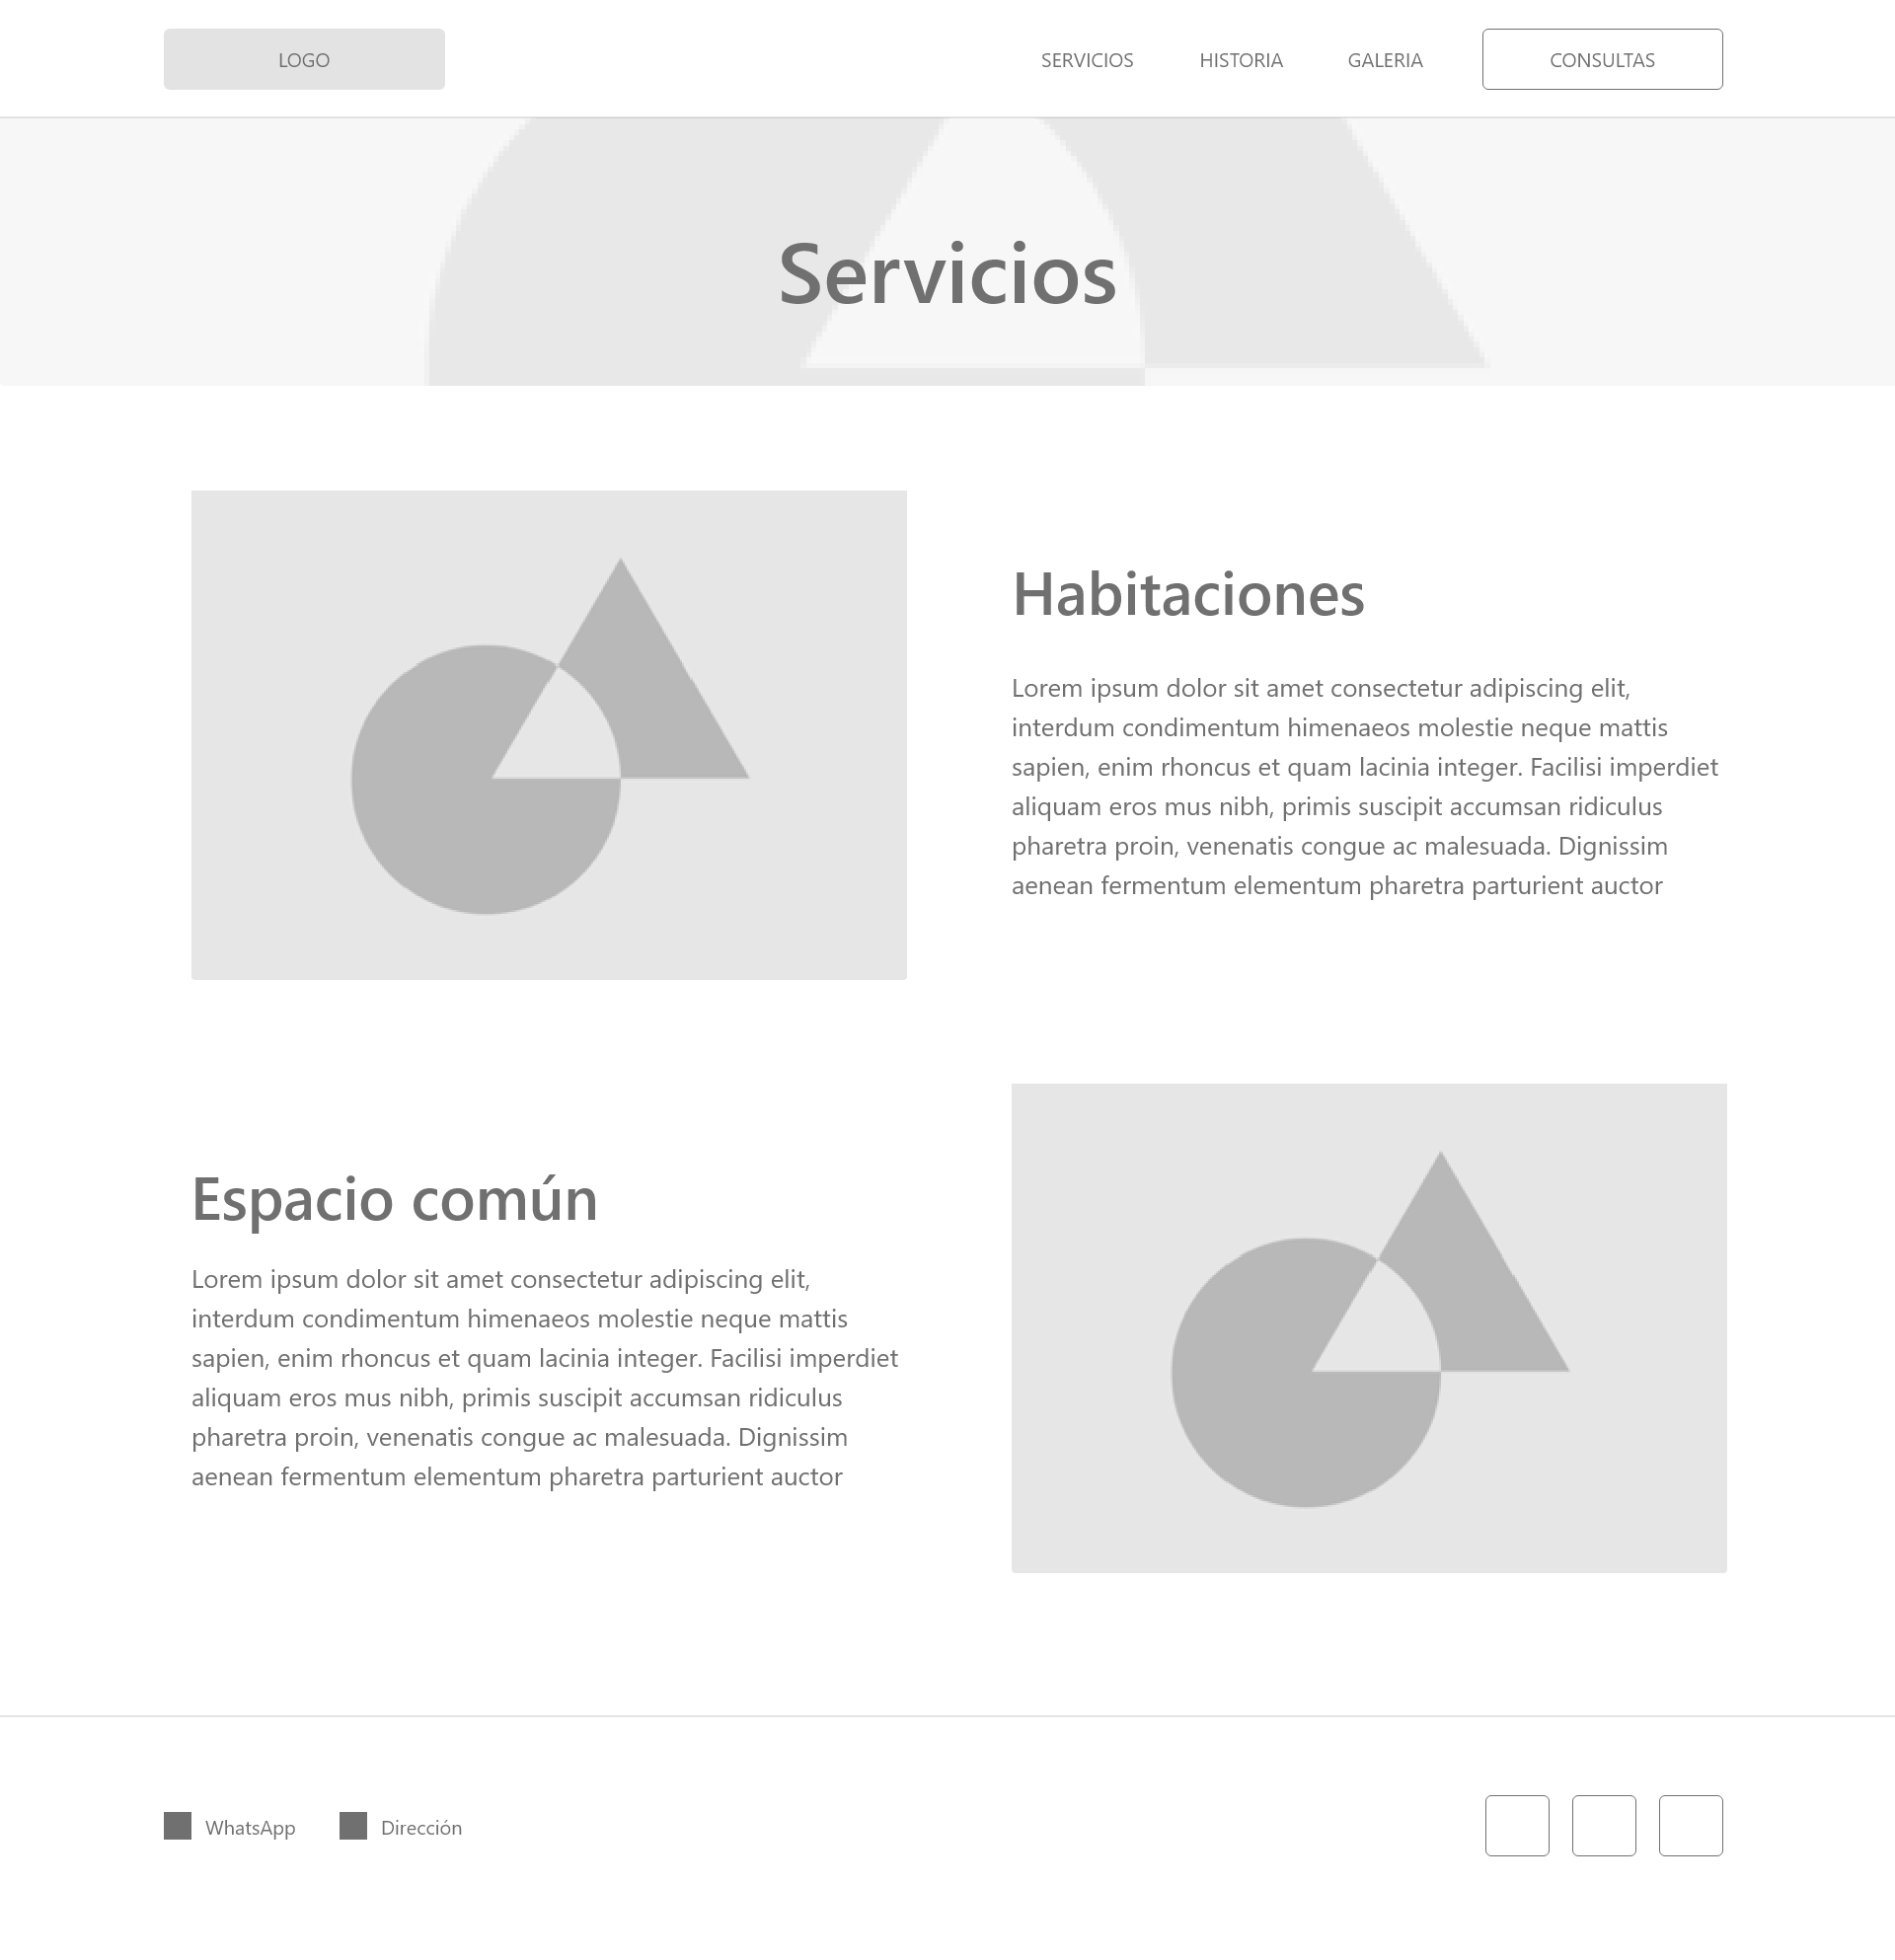 LOGO
SERVICIOS
HISTORIA
GALERIA
CONSULTAS
Servicios
Habitaciones
Lorem ipsum dolor sit amet consectetur adipiscing elit,
interdum condimentum himenaeos molestie neque mattis
sapien, enim rhoncus et quam lacinia integer. Facilisi imperdiet
aliquam eros mus nibh, primis suscipit accumsan ridiculus
pharetra proin, venenatis congue ac malesuada. Dignissim
aenean fermentum elementum pharetra parturient auctor
Espacio común
Lorem ipsum dolor sit amet consectetur adipiscing elit,
interdum condimentum himenaeos molestie neque mattis
sapien, enim rhoncus et quam lacinia integer. Facilisi imperdiet
aliquam eros mus nibh, primis suscipit accumsan ridiculus
pharetra proin, venenatis congue ac malesuada. Dignissim
aenean fermentum elementum pharetra parturient auctor
WhatsApp
Dirección